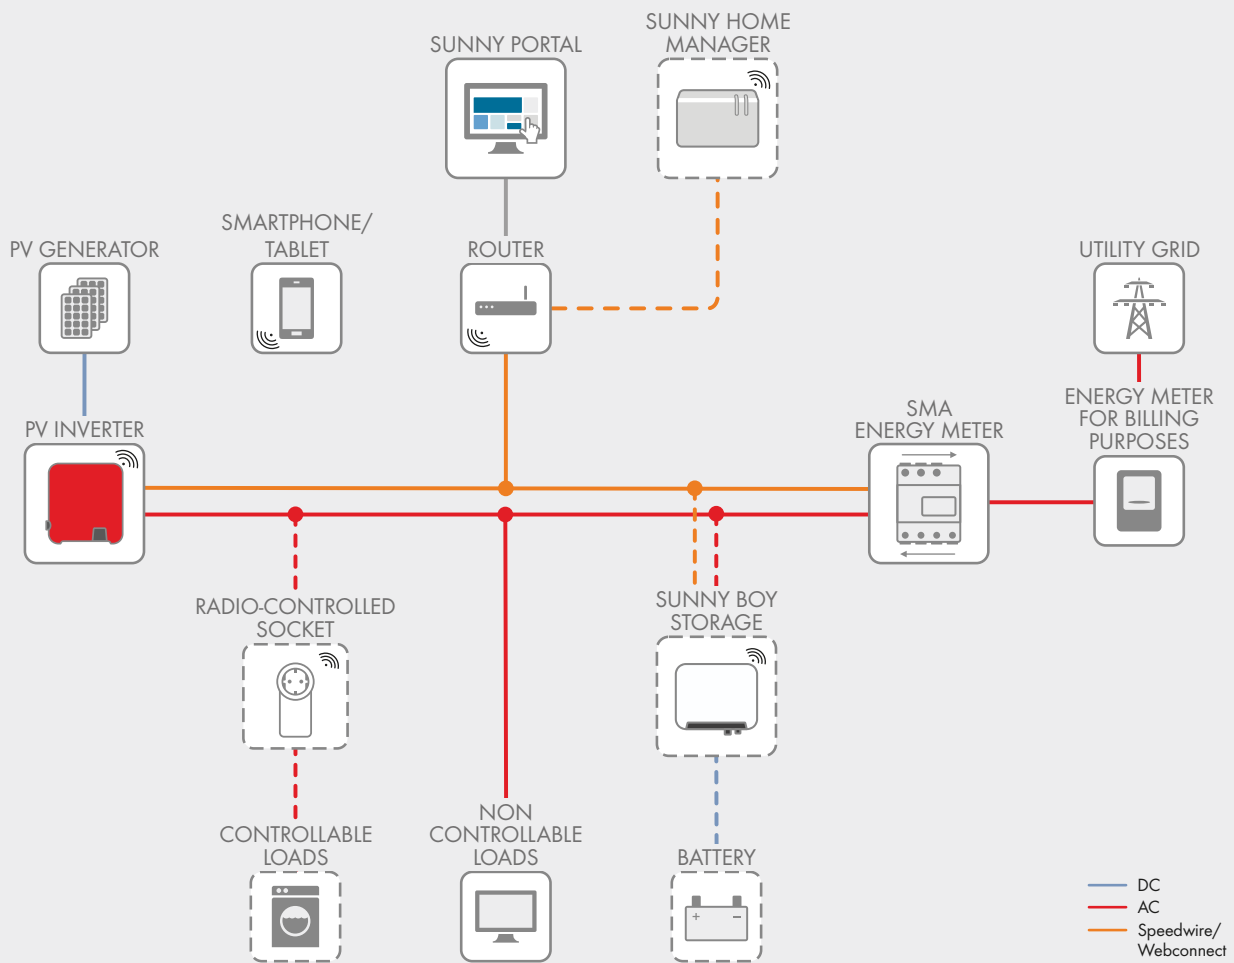 SUNNY PORTAL
SUNNY HOME
MANAGER
PV GENERATOR
SMARTPHONE/
TABLET
ROUTER
UTILITY GRID
PV INVERTER
SMA
ENERGY METER
ENERGY METER
FOR BILLING
PURPOSES
RADIO-CONTROLLED
SOCKET
SUNNY BOY
STORAGE
CONTROLLABLE
LOADS
NON
CONTROLLABLE
LOADS
BATTERY
+ –
DC
AC
Speedwire/
Webconnect